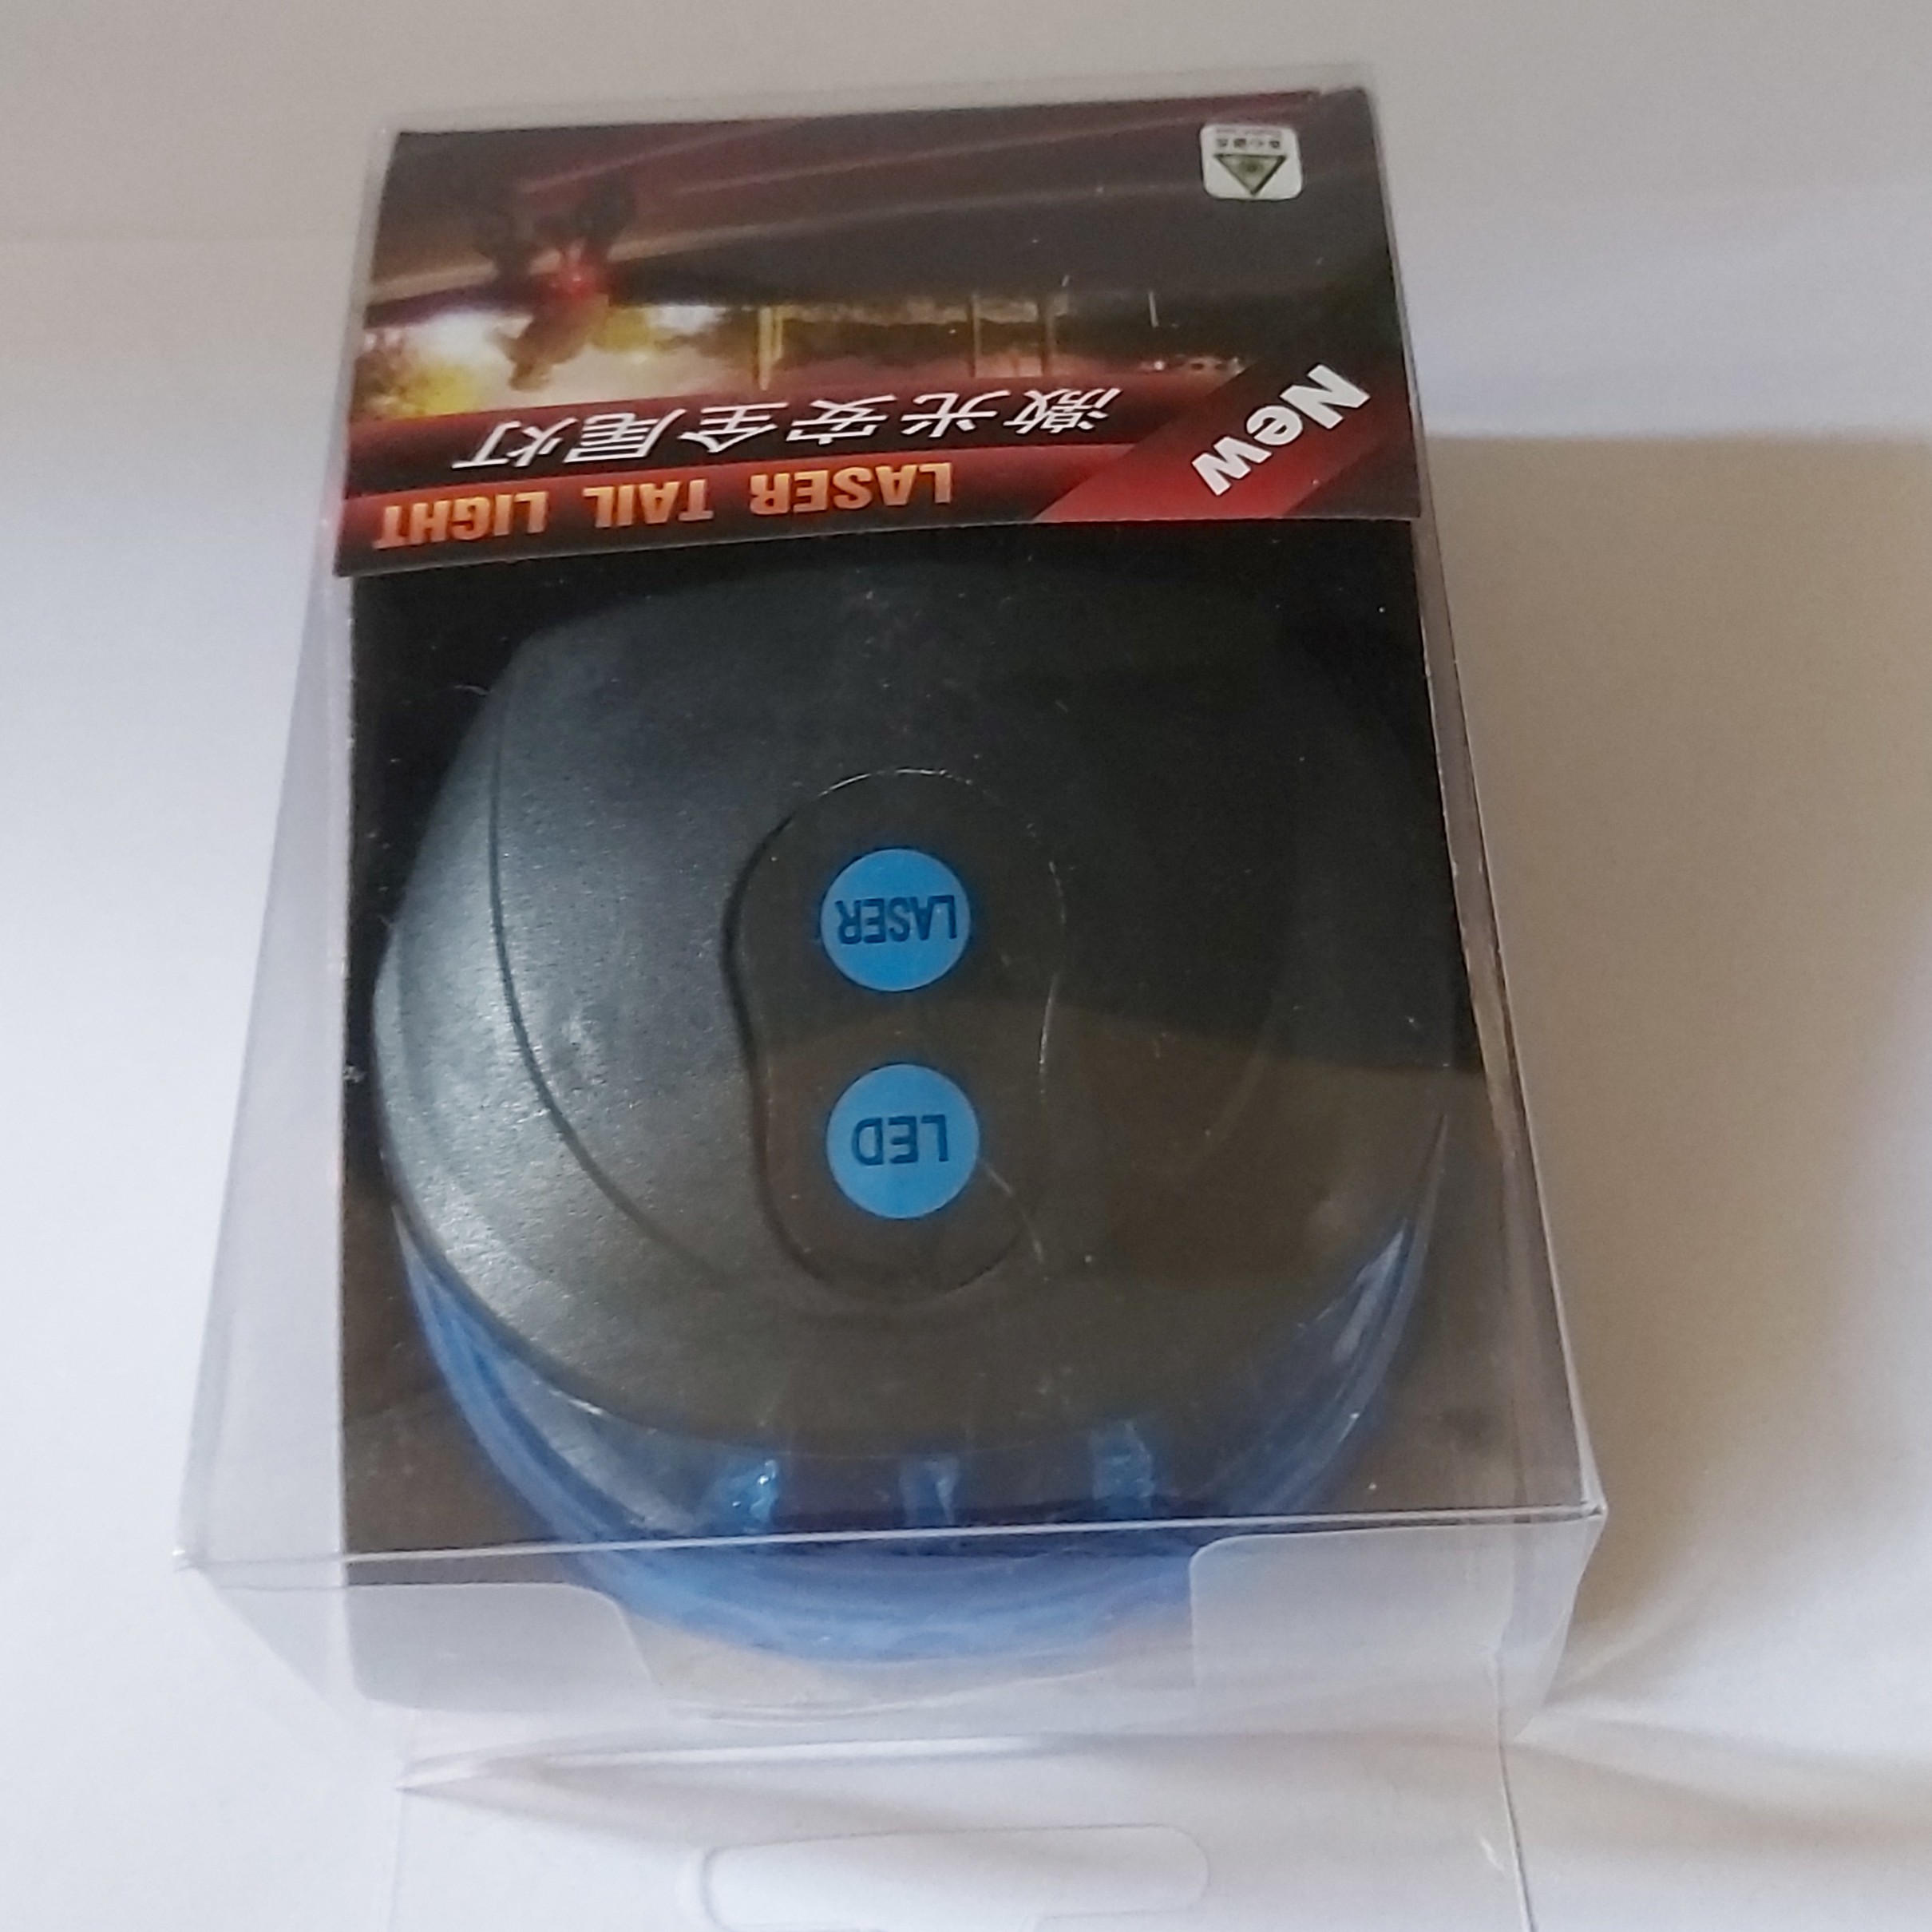 LED
LASER
New
LASER TAIL LIGHT
激光安全尾灯